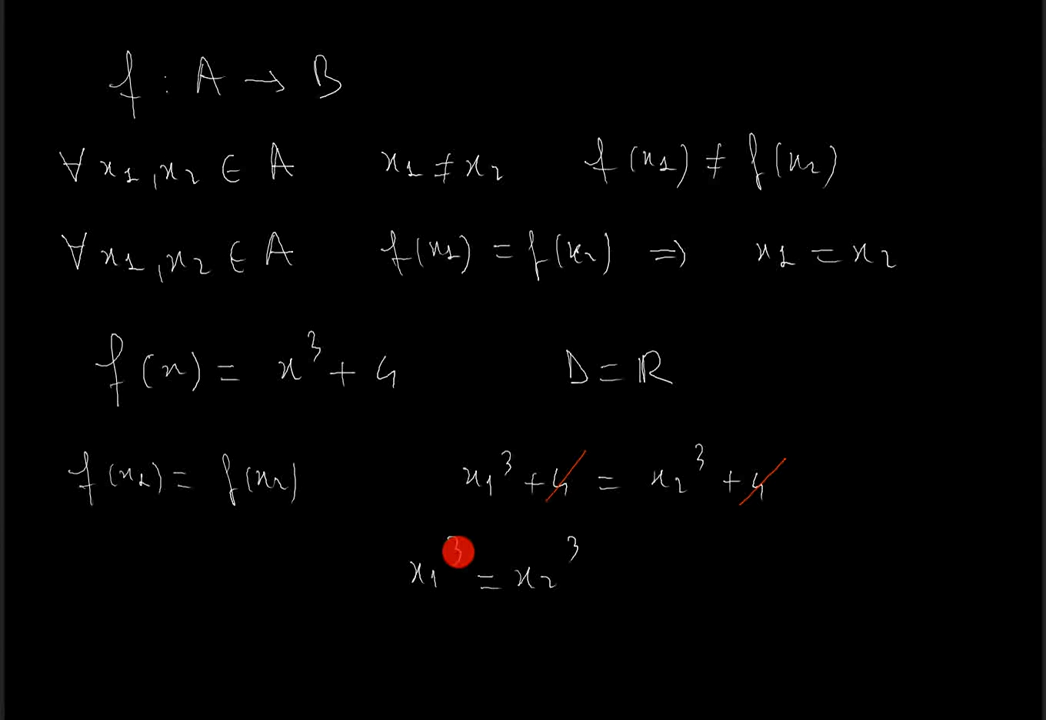 f : A → B
∀ x₁, x₂ ∈ A x₁ ≠ x₂ f(x₁) ≠ f(x₂)
∀ x₁, x₂ ∈ A f(x₁) = f(x₂) ⇒ x₁ = x₂
f(x) = x³ + 4 D = ℝ
f(x₁) = f(x₂) x₁³ + 4 = x₂³ + 4
x₁³ = x₂³